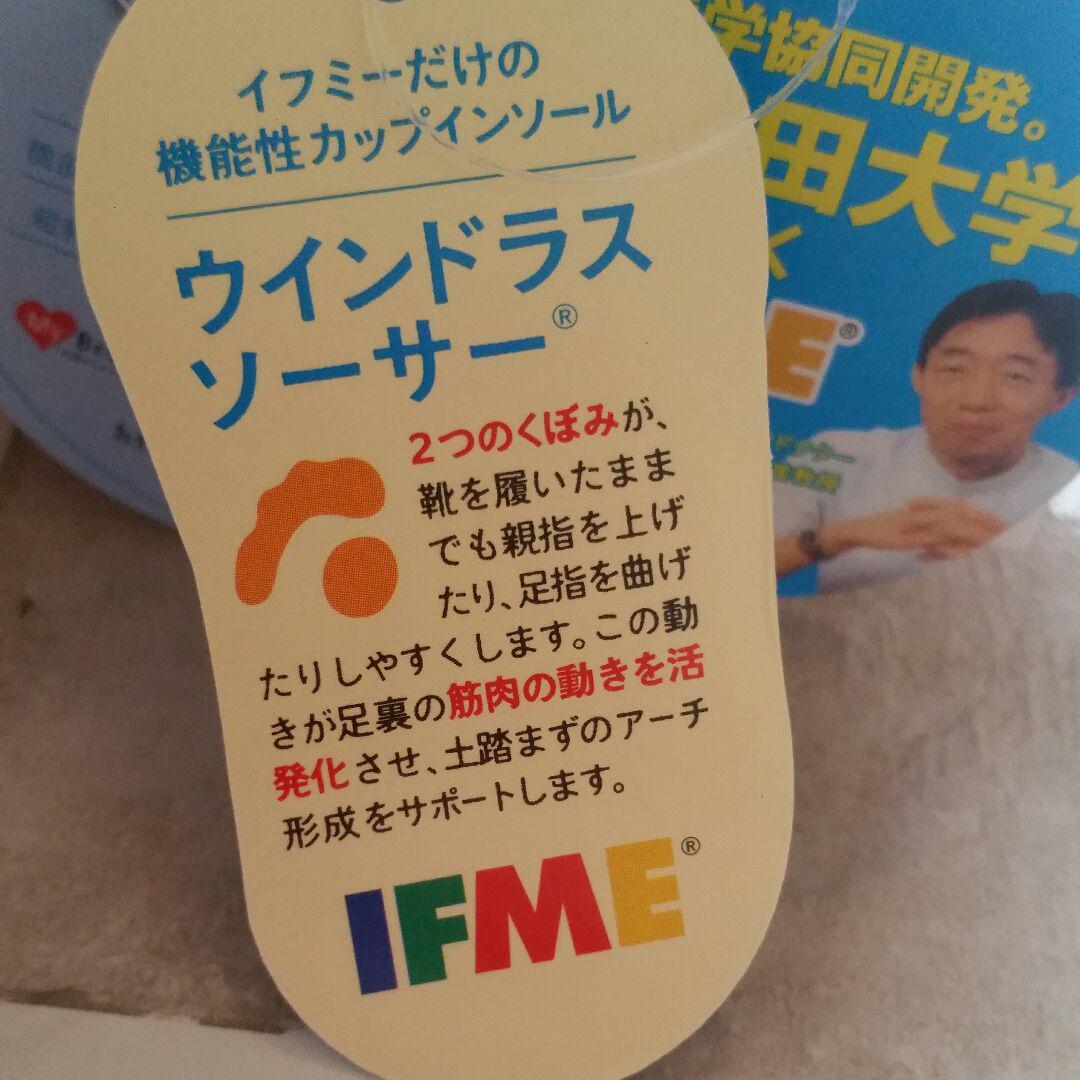 イフミーだけの
機能性カップインソール
ウインドラス
ソーサー®
2つのくぼみが、
靴を履いたまま
でも親指を上げ
たり、足指を曲げ
たりしやすくします。この動
きが足裏の筋肉の動きを活
発化させ、土踏まずのアーチ
形成をサポートします。
IFME®
学協同開発。
田大学
く
E®
ドクター